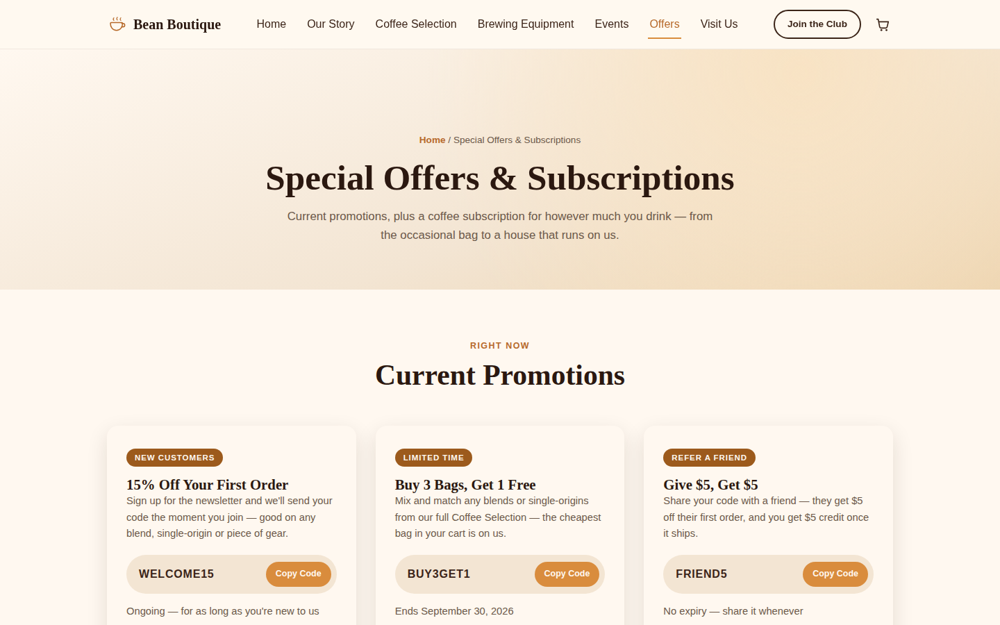 Bean Boutique
Home
Our Story
Coffee Selection
Brewing Equipment
Events
Offers
Visit Us
Join the Club
Home / Special Offers & Subscriptions
Special Offers & Subscriptions
Current promotions, plus a coffee subscription for however much you drink — from
the occasional bag to a house that runs on us.
RIGHT NOW
Current Promotions
NEW CUSTOMERS
15% Off Your First Order
Sign up for the newsletter and we'll send your
code the moment you join — good on any
blend, single-origin or piece of gear.
WELCOME15
Copy Code
Ongoing — for as long as you're new to us
LIMITED TIME
Buy 3 Bags, Get 1 Free
Mix and match any blends or single-origins
from our full Coffee Selection — the cheapest
bag in your cart is on us.
BUY3GET1
Copy Code
Ends September 30, 2026
REFER A FRIEND
Give $5, Get $5
Share your code with a friend — they get $5
off their first order, and you get $5 credit once
it ships.
FRIEND5
Copy Code
No expiry — share it whenever